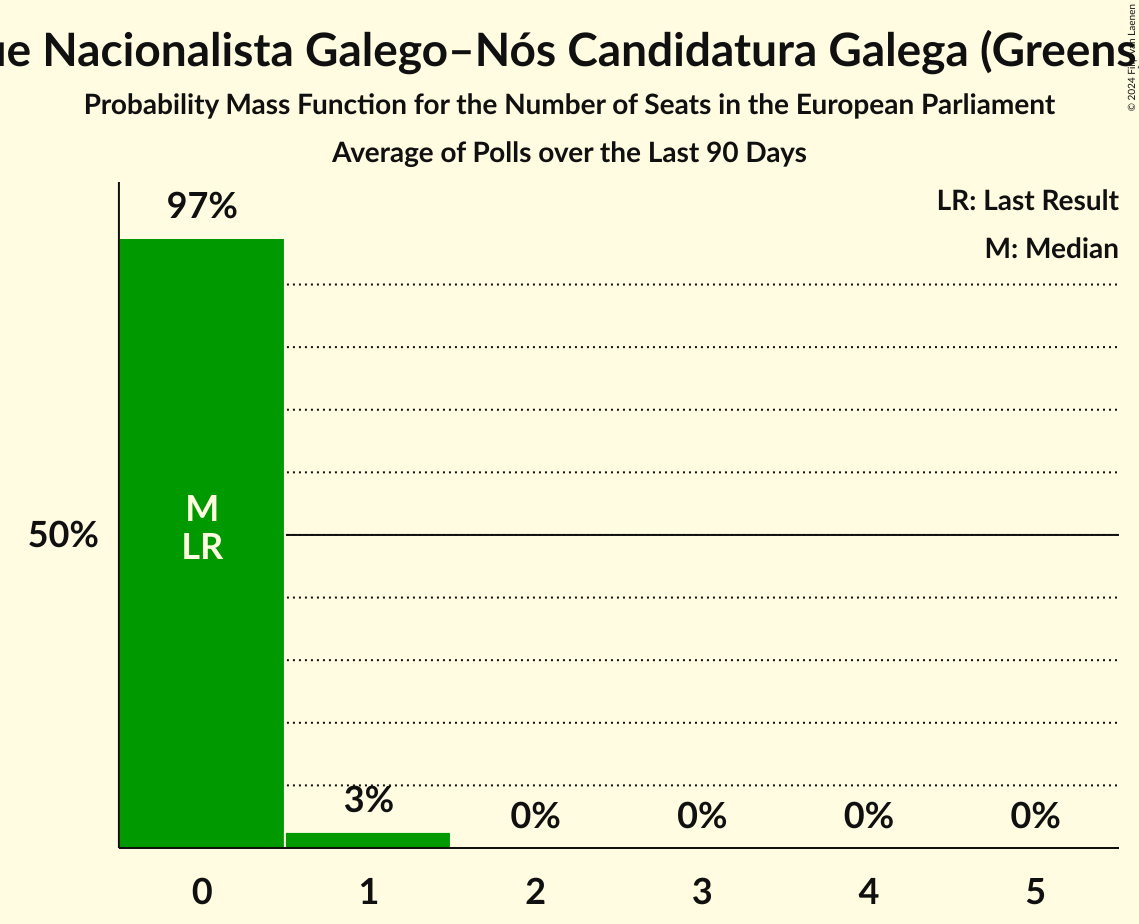 ue Nacionalista Galego–Nós Candidatura Galega (Greens
Probability Mass Function for the Number of Seats in the European Parliament
Average of Polls over the Last 90 Days
© 2024 Filip van Laenen
LR: Last Result
M: Median
97%
M
LR
50%
3%
0%
0%
0%
0%
0
1
2
3
4
5